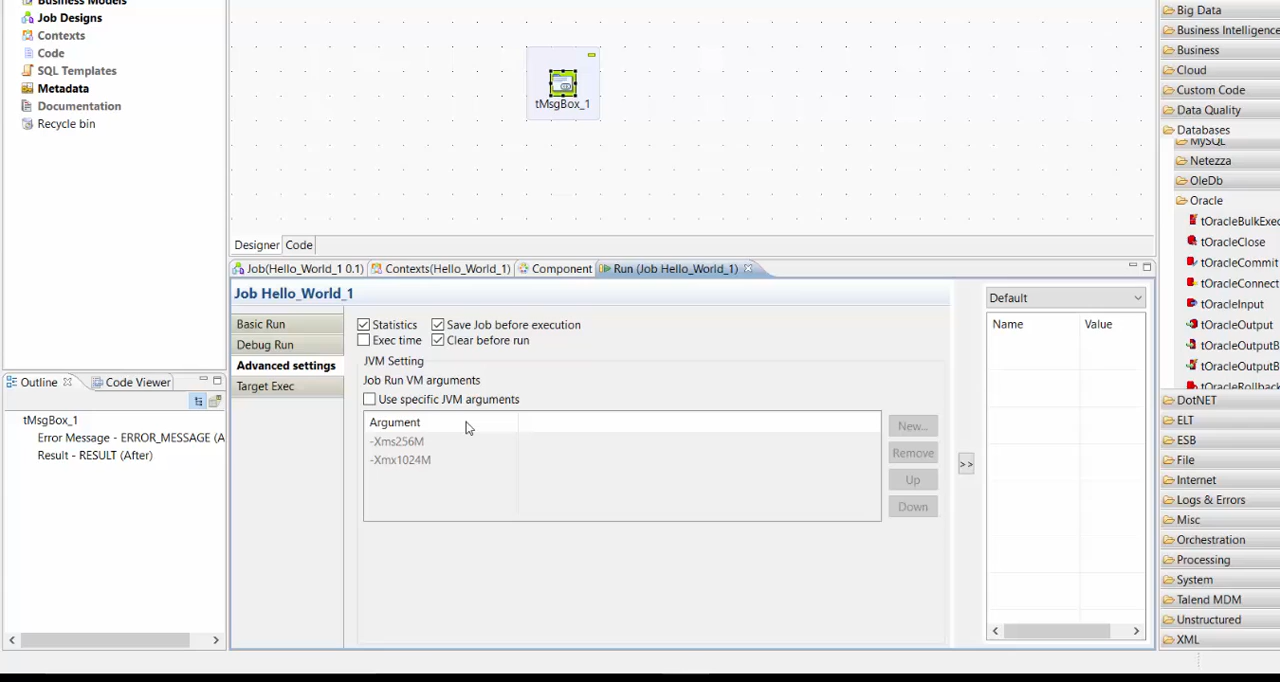 Business Models
Job Designs
Contexts
Code
SQL Templates
Metadata
Documentation
Recycle bin
tMsgBox_1
Designer
Code
Job(Hello_World_1 0.1)
Contexts(Hello_World_1)
Component
Run (Job Hello_World_1)
Job Hello_World_1
Basic Run
Debug Run
Advanced settings
Target Exec
Statistics
Save Job before execution
Exec time
Clear before run
JVM Setting
Job Run VM arguments
Use specific JVM arguments
Argument
-Xms256M
-Xmx1024M
New...
Remove
Up
Down
>>
Default
Name
Value
Outline
Code Viewer
tMsgBox_1
Error Message - ERROR_MESSAGE (A
Result - RESULT (After)
Big Data
Business Intelligence
Business
Cloud
Custom Code
Data Quality
Databases
MySQL
Netezza
OleDb
Oracle
tOracleBulkExec
tOracleClose
tOracleCommit
tOracleConnect
tOracleInput
tOracleOutput
tOracleOutputB
tOracleOutputB
tOracleRollback
DotNET
ELT
ESB
File
Internet
Logs & Errors
Misc
Orchestration
Processing
System
Talend MDM
Unstructured
XML